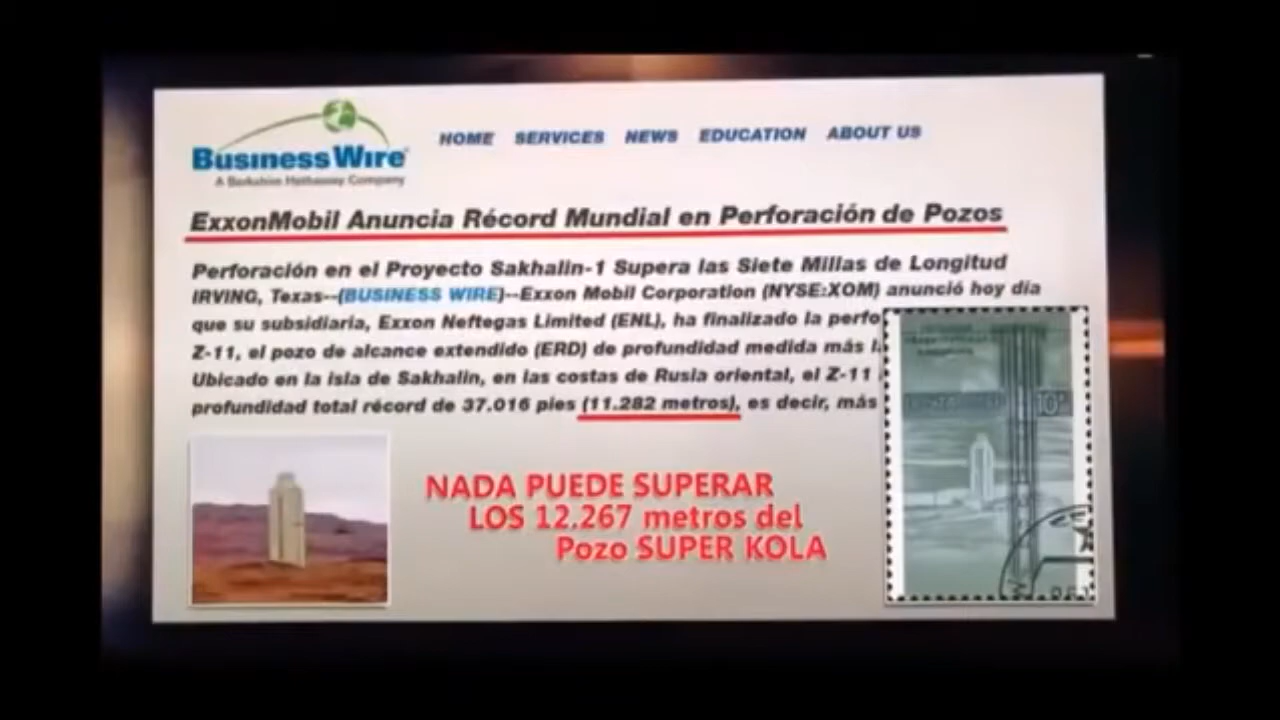 BusinessWire
A Berkshire Hathaway Company
HOME SERVICES NEWS EDUCATION ABOUT US
ExxonMobil Anuncia Récord Mundial en Perforación de Pozos
Perforación en el Proyecto Sakhalin-1 Supera las Siete Millas de Longitud
IRVING, Texas--(BUSINESS WIRE)--Exxon Mobil Corporation (NYSE:XOM) anunció hoy día
que su subsidiaria, Exxon Neftegas Limited (ENL), ha finalizado la perfo
Z-11, el pozo de alcance extendido (ERD) de profundidad medida más l
Ubicado en la isla de Sakhalin, en las costas de Rusia oriental, el Z-11
profundidad total récord de 37.016 pies (11.282 metros), es decir, más
NADA PUEDE SUPERAR
LOS 12.267 metros del
Pozo SUPER KOLA
10